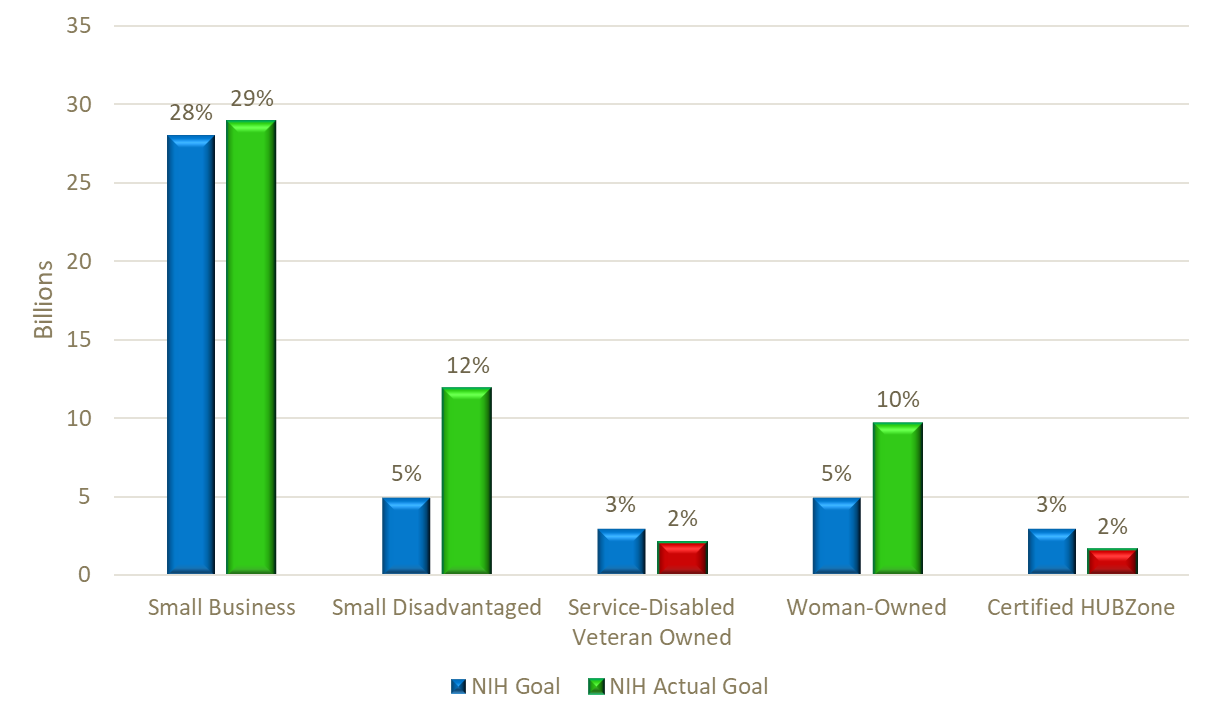 35
30
25
20
15
10
5
0
Billions
28%
29%
5%
12%
3%
2%
5%
10%
3%
2%
Small Business
Small Disadvantaged
Service-Disabled
Veteran Owned
Woman-Owned
Certified HUBZone
NIH Goal
NIH Actual Goal